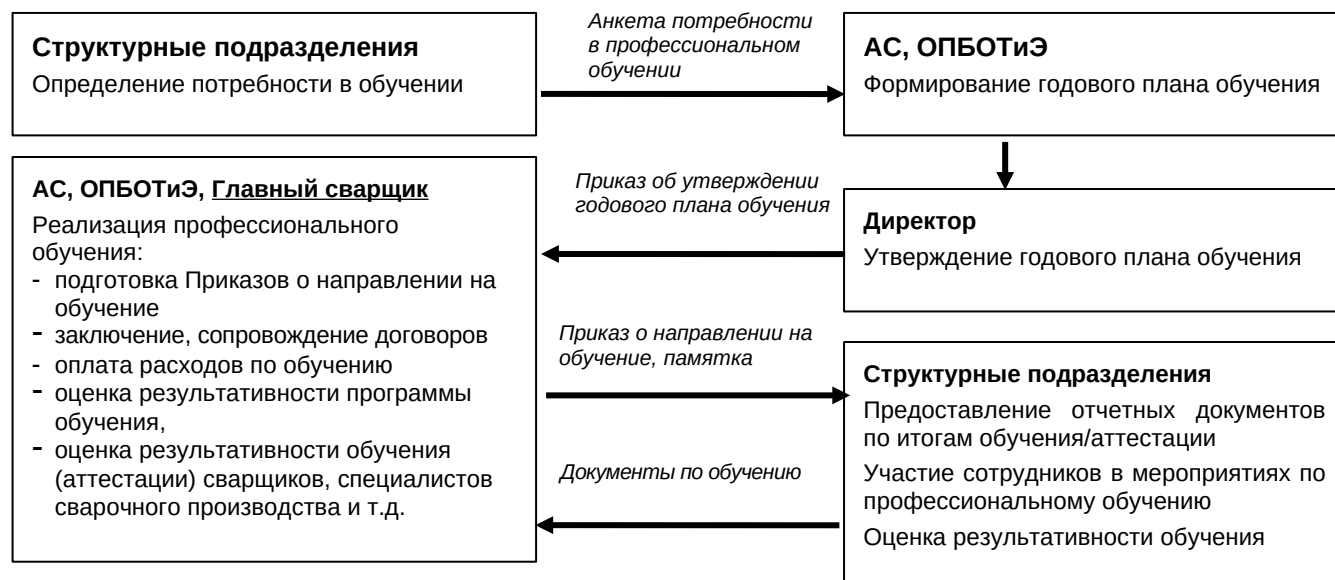 Структурные подразделения
Определение потребности в обучении
Анкета потребности
в профессиональном
обучении
АС, ОПБОТиЭ
Формирование годового плана обучения
Приказ об утверждении
годового плана обучения
Директор
Утверждение годового плана обучения
АС, ОПБОТиЭ, Главный сварщик
Реализация профессионального
обучения:
- подготовка Приказов о направлении на
обучение
- заключение, сопровождение договоров
- оплата расходов по обучению
- оценка результативности программы
обучения,
- оценка результативности обучения
(аттестации) сварщиков, специалистов
сварочного производства и т.д.
Приказ о направлении на
обучение, памятка
Документы по обучению
Структурные подразделения
Предоставление отчетных документов
по итогам обучения/аттестации
Участие сотрудников в мероприятиях по
профессиональному обучению
Оценка результативности обучения